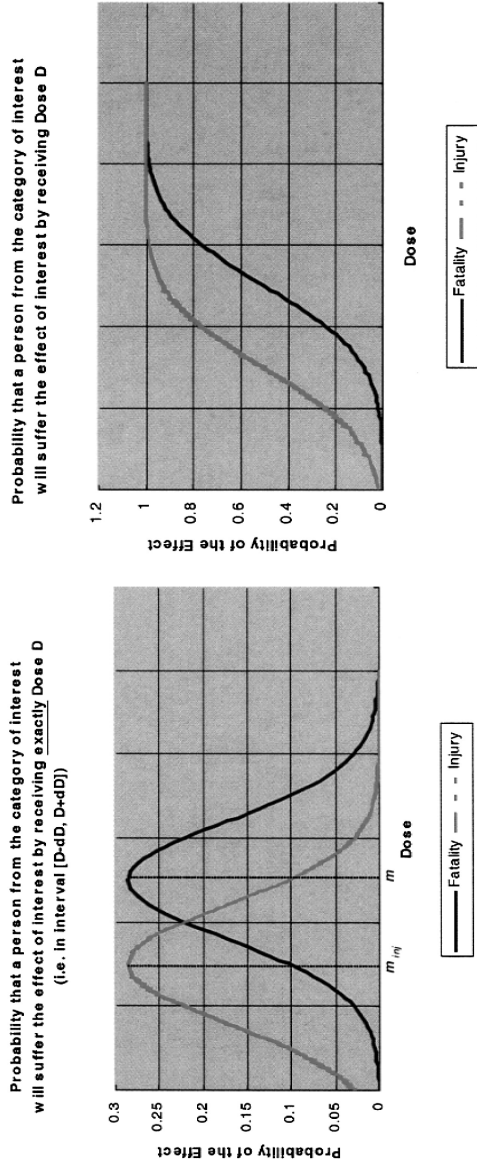 Probability that a person from the category of interest
will suffer the effect of interest by receiving exactly Dose D
(i.e. in interval [D-dD, D+dD])
Probability of the Effect
0.3
0.25
0.2
0.15
0.1
0.05
0
m inj
m
Dose
Fatality
Injury
Probability that a person from the category of interest
will suffer the effect of interest by receiving Dose D
Probability of the Effect
1.2
1
0.8
0.6
0.4
0.2
0
Dose
Fatality
Injury